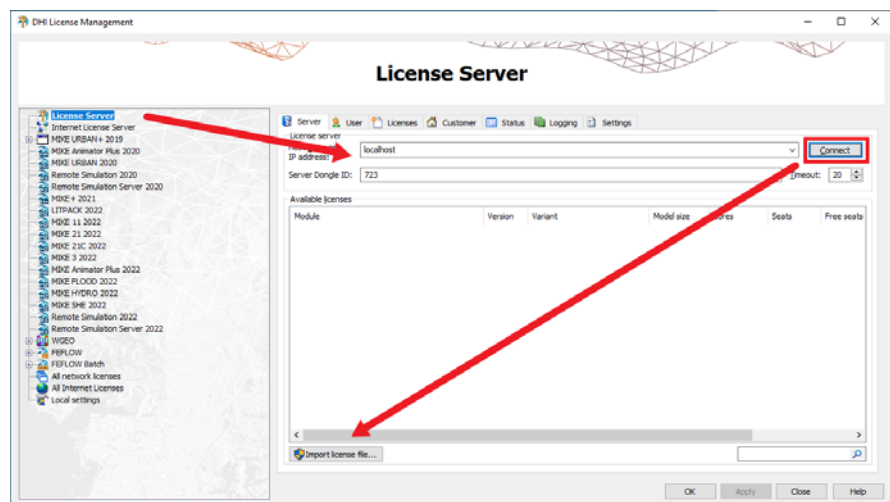 DHI License Management
License Server
License Server
Internet License Server
MIKE URBAN+ 2019
MIKE Animator Plus 2020
MIKE URBAN 2020
Remote Simulation 2020
Remote Simulation Server 2020
MIKE+ 2021
LITPACK 2022
MIKE 11 2022
MIKE 21 2022
MIKE 21C 2022
MIKE 3 2022
MIKE Animator Plus 2022
MIKE FLOOD 2022
MIKE HYDRO 2022
MIKE SHE 2022
Remote Simulation 2022
Remote Simulation Server 2022
WGEO
FEFLOW
FEFLOW Batch
All network licenses
All Internet Licenses
Local settings
Server User Licenses Customer Status Logging Settings
License server
IP address: localhost Connect
Server Dongle ID: 723 Timeout: 20
Available licenses
Module Version Variant Model size Seats Free seats
Import license file...
OK Apply Close Help